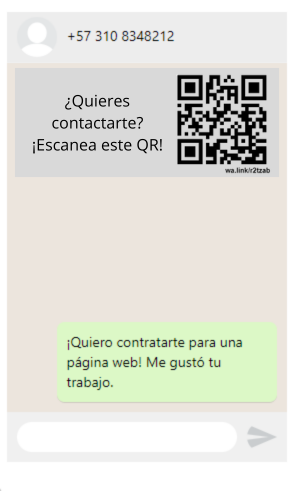 +57 310 8348212
¿Quieres
contactarte?
¡Escanea este QR!
wa.link/r2tzab
¡Quiero contratarte para una
página web! Me gustó tu
trabajo.